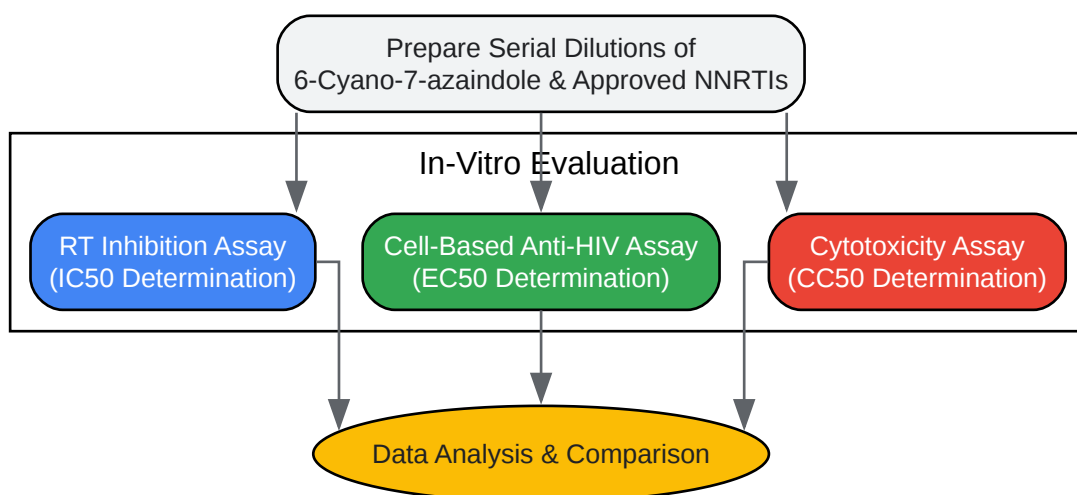 Prepare Serial Dilutions of
6-Cyano-7-azaindole & Approved NNRTIs
In-Vitro Evaluation
RT Inhibition Assay
(IC50 Determination)
Cell-Based Anti-HIV Assay
(EC50 Determination)
Cytotoxicity Assay
(CC50 Determination)
Data Analysis & Comparison